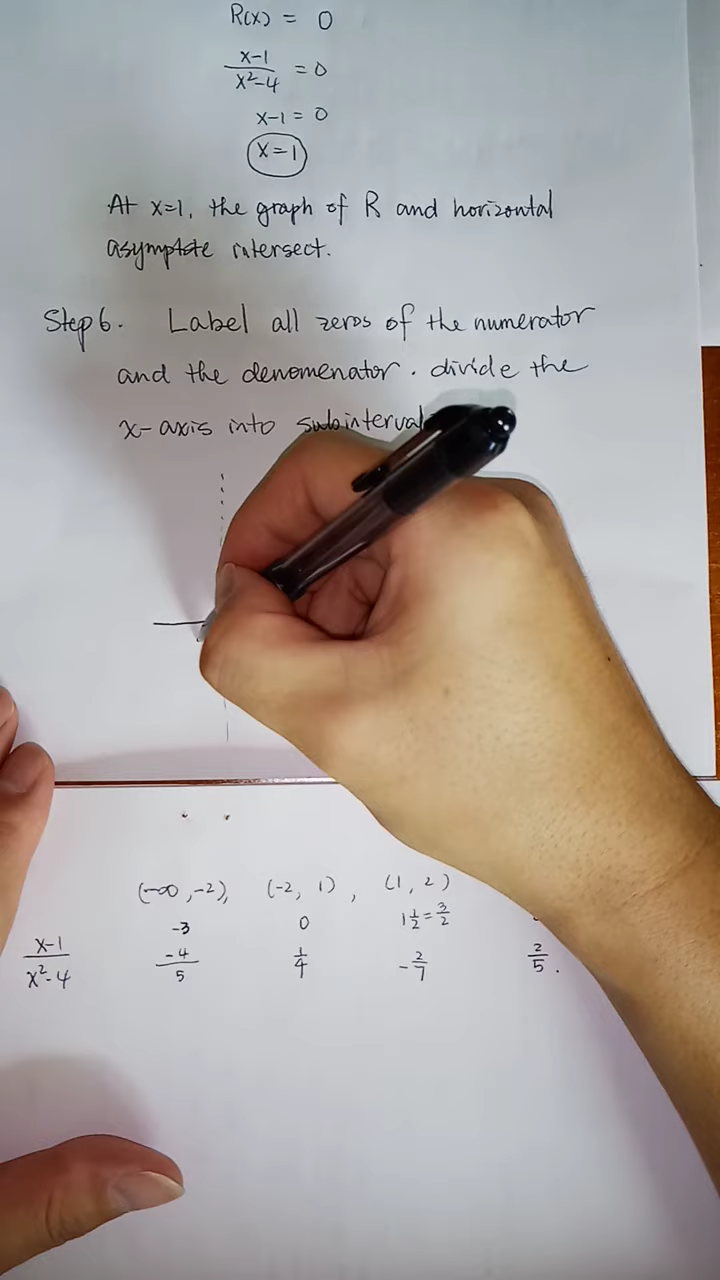 R(x) = 0
x-1/x²-4 = 0
x-1 = 0
x=1
At x=1, the graph of R and horizontal
asymptote intersect.
Step 6. Label all zeros of the numerator
and the denomenator. divide the
x-axis into subinterval
(-∞,-2), (-2, 1), (1, 2)
-3 0 1 1/2 = 3/2
x-1/x²-4 -4/5 1/4 -2/7 2/5.